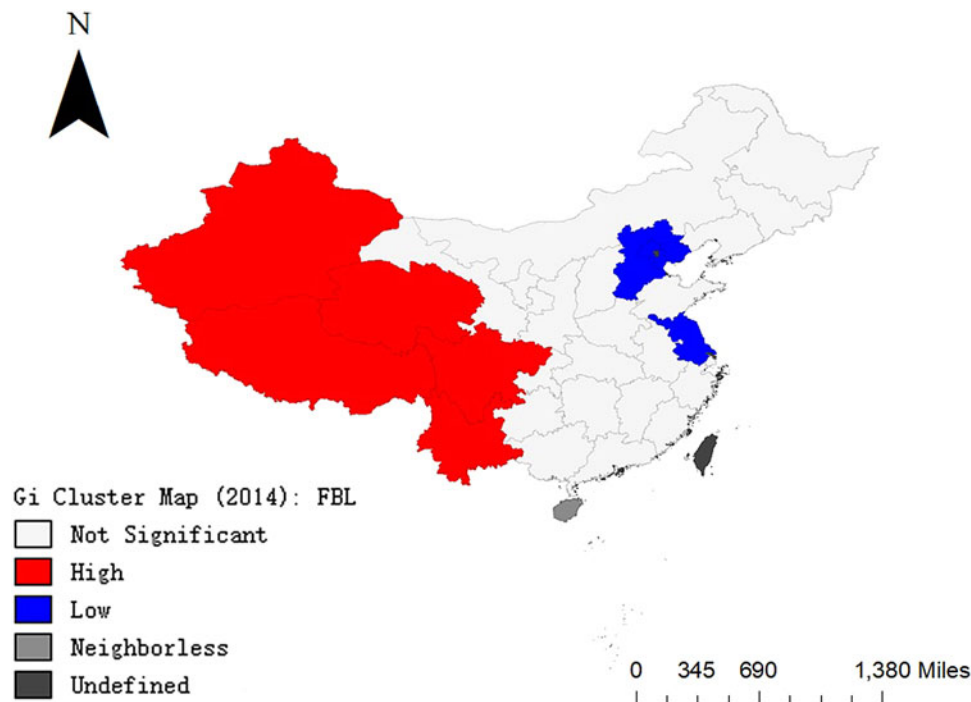 N
Gi Cluster Map (2014): FBL
Not Significant
High
Low
Neighborless
Undefined
0 345 690 1,380 Miles